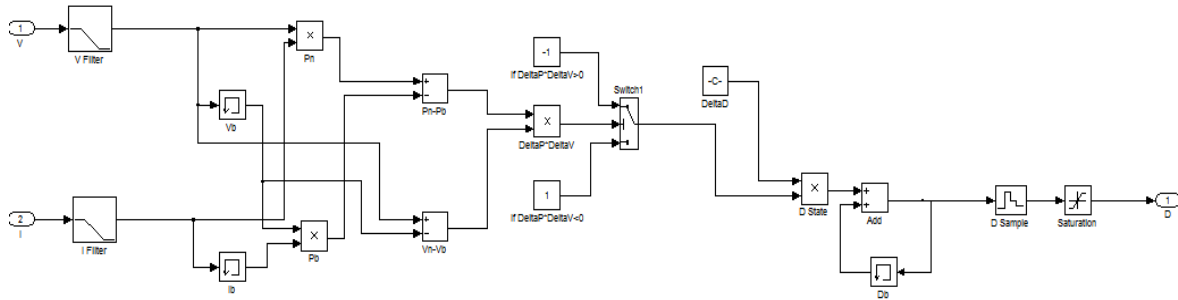 1
V
V Filter
×
Pn
-1
If DeltaP*DeltaV>0
+
−
Pn-Pb
-C-
DeltaD
Switch1
Vb
×
DeltaP*DeltaV
1
If DeltaP*DeltaV<0
×
D State
+
+
Add
D Sample
Saturation
1
D
2
I
I Filter
×
Pb
+
−
Vn-Vb
Ib
Db